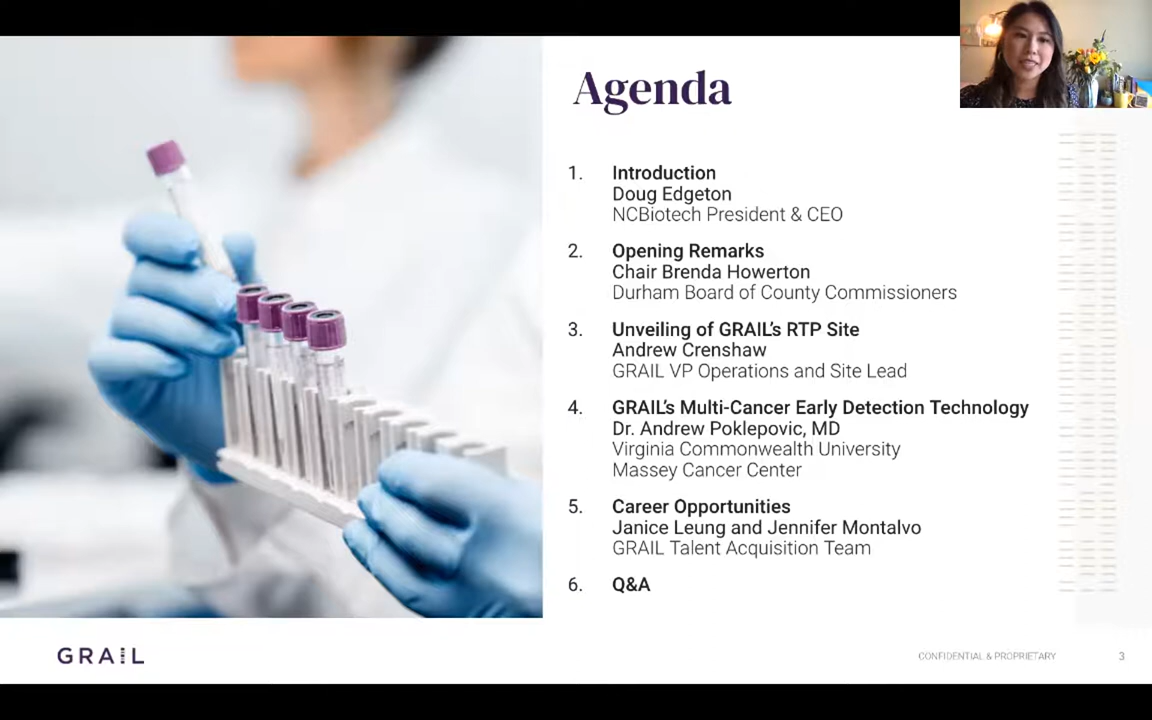 Agenda
1. Introduction
Doug Edgeton
NCBiotech President & CEO
2. Opening Remarks
Chair Brenda Howerton
Durham Board of County Commissioners
3. Unveiling of GRAIL's RTP Site
Andrew Crenshaw
GRAIL VP Operations and Site Lead
4. GRAIL's Multi-Cancer Early Detection Technology
Dr. Andrew Poklepovic, MD
Virginia Commonwealth University
Massey Cancer Center
5. Career Opportunities
Janice Leung and Jennifer Montalvo
GRAIL Talent Acquisition Team
6. Q&A
GRAIL
CONFIDENTIAL & PROPRIETARY
3